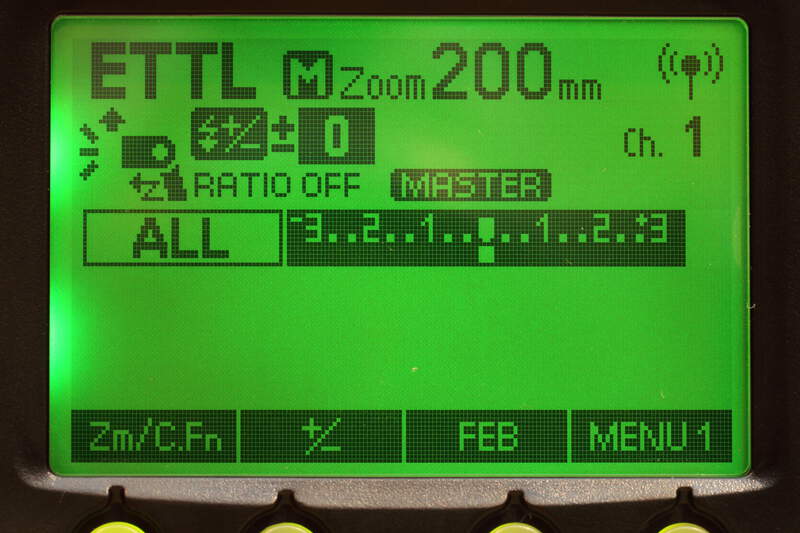 ETTL M Zoom 200mm
±0 Ch. 1
RATIO OFF MASTER
ALL -3..2..1..0..1..2..+3
Zm/C.Fn +/- FEB MENU 1